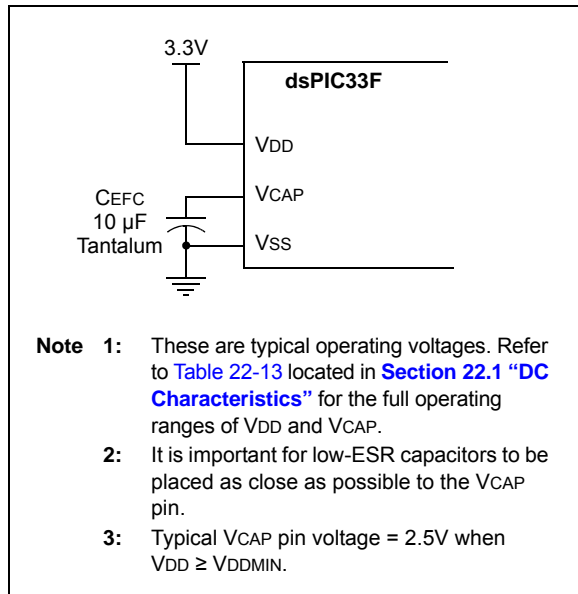 3.3V
dsPIC33F
VDD
VCAP
VSS
CEFC
10 µF
Tantalum
Note 1: These are typical operating voltages. Refer
to Table 22-13 located in Section 22.1 “DC
Characteristics” for the full operating
ranges of VDD and VCAP.
2: It is important for low-ESR capacitors to be
placed as close as possible to the VCAP
pin.
3: Typical VCAP pin voltage = 2.5V when
VDD ≥ VDDMIN.